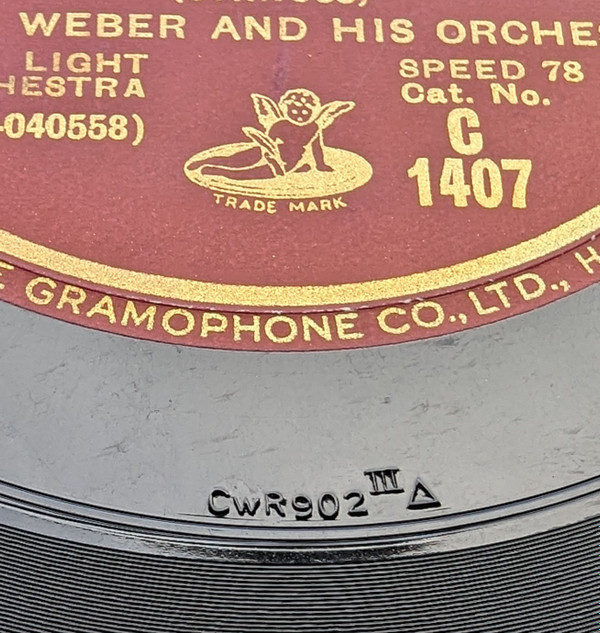 WEBER AND HIS ORCHE
LIGHT
HESTRA
-040558)
SPEED 78
Cat. No.
C
1407
TRADE MARK
E GRAMOPHONE CO., LTD., H
CWR902 III Δ